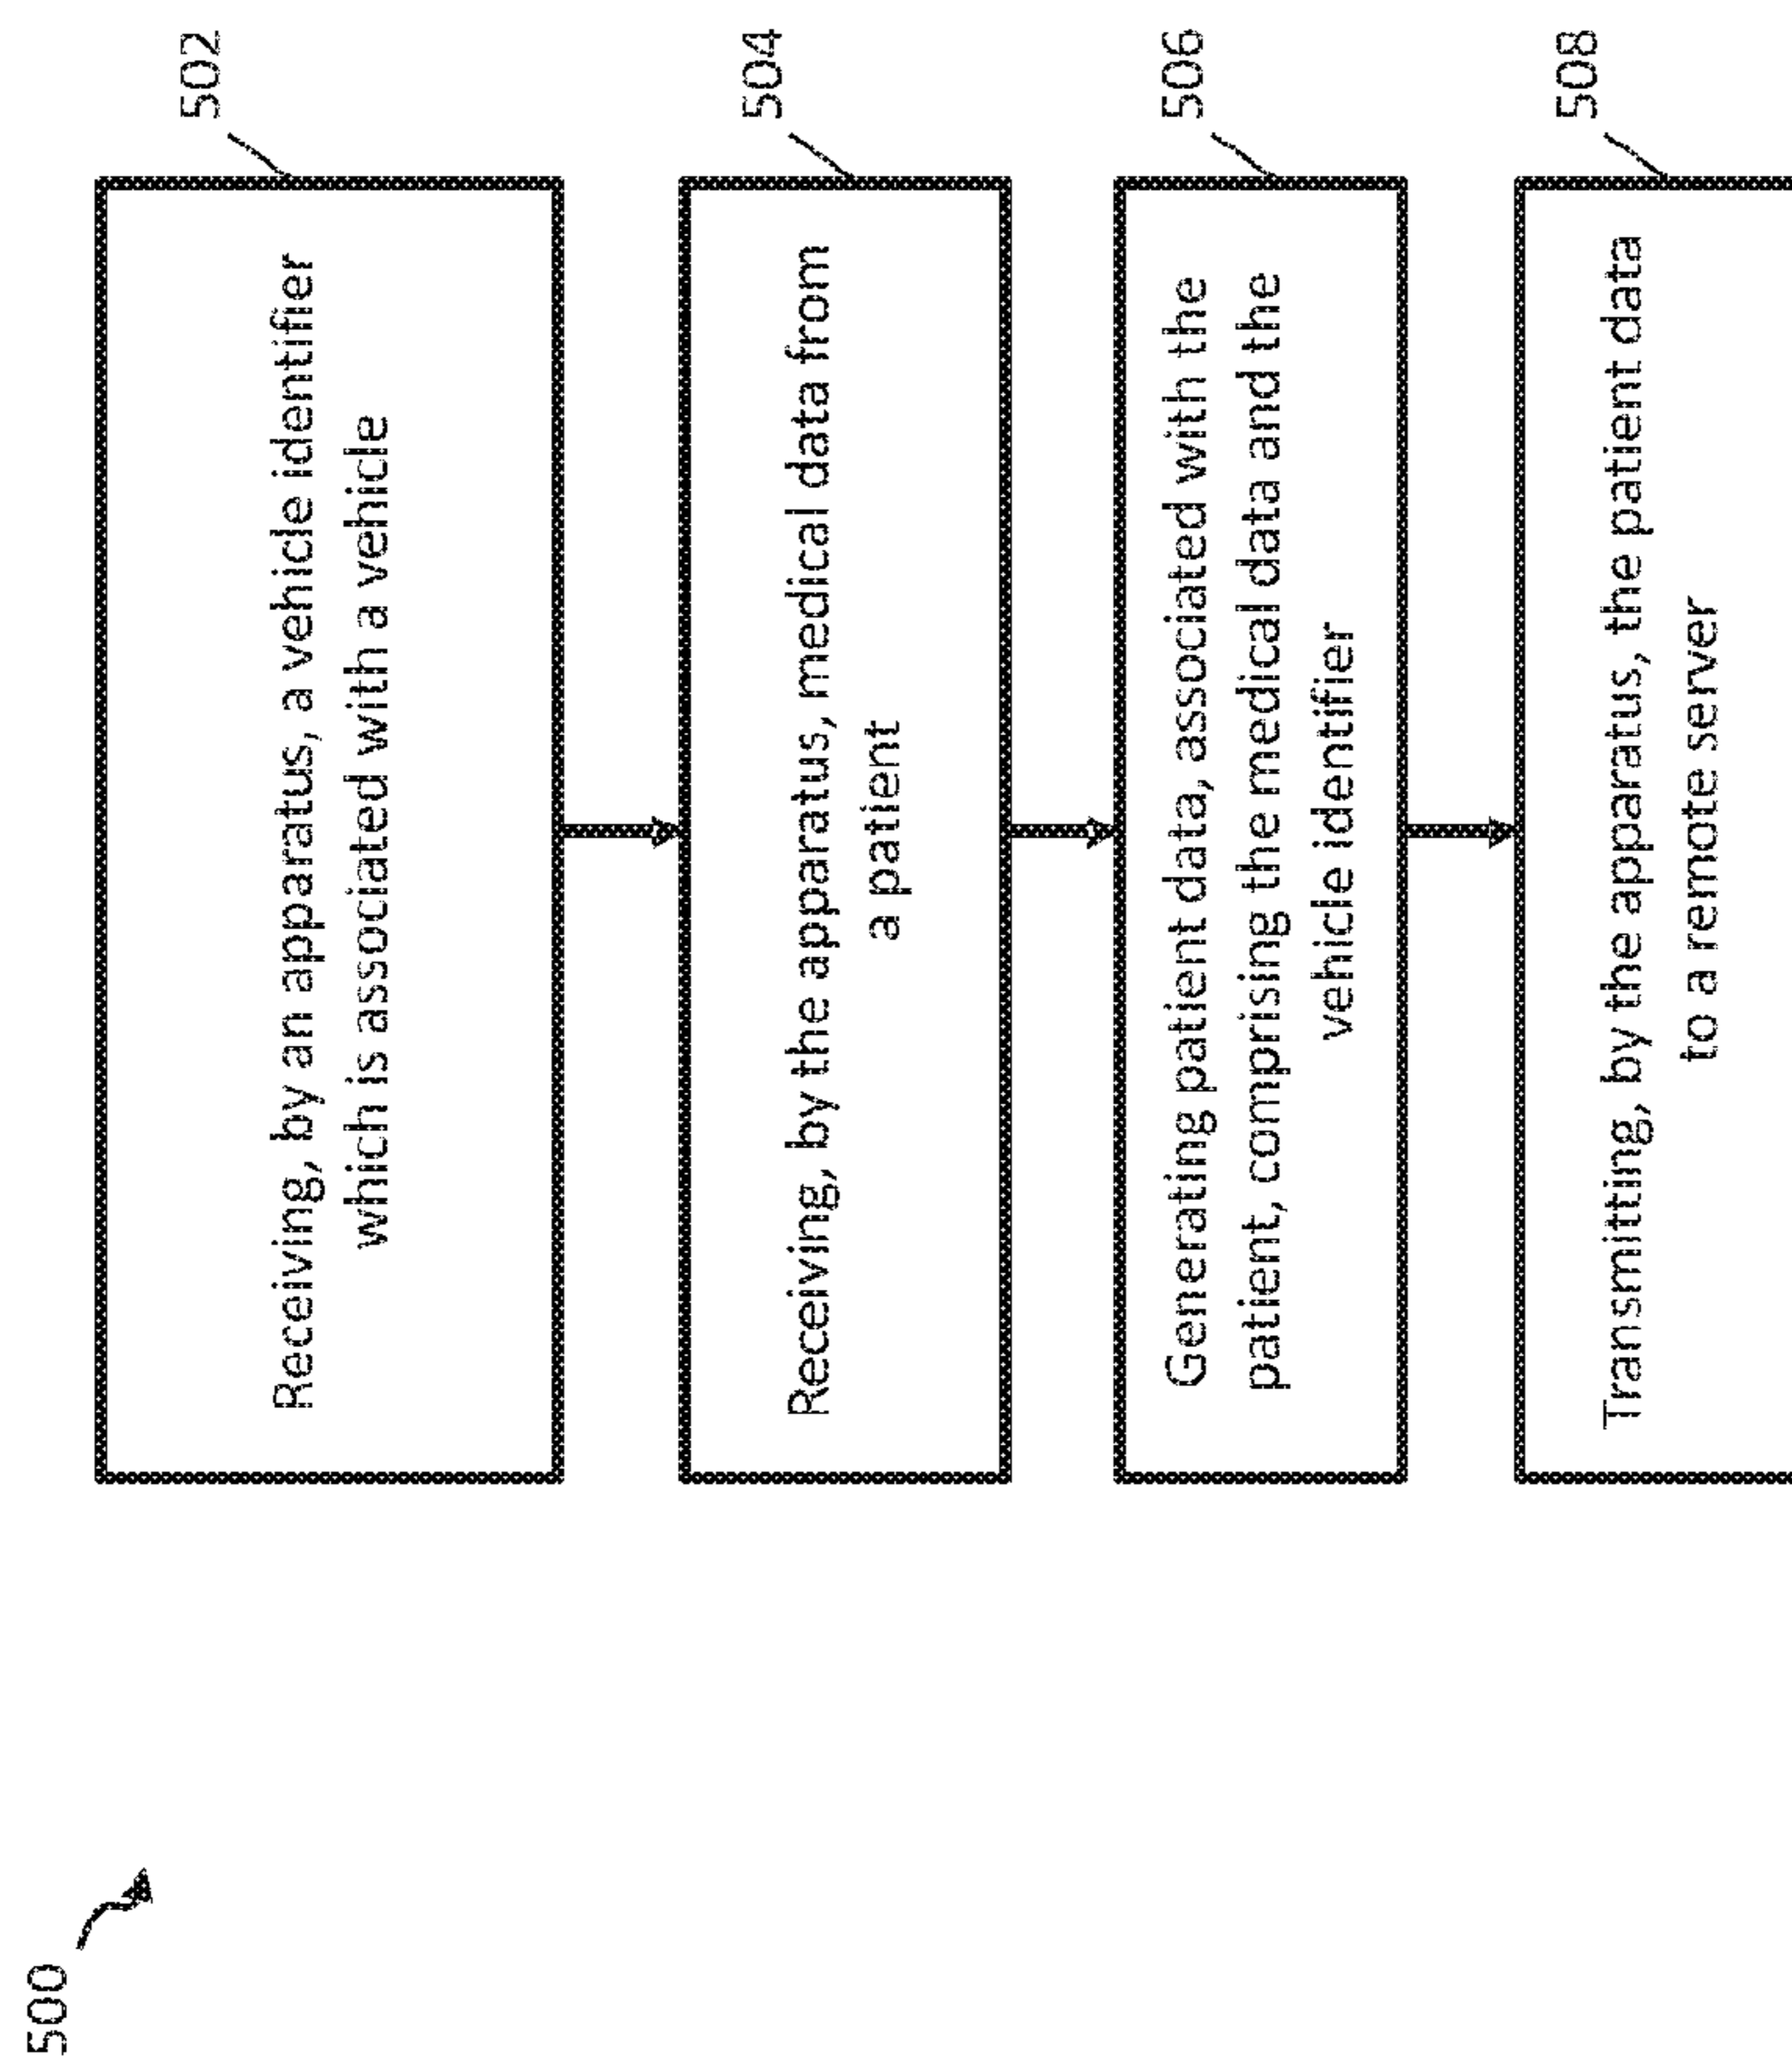 500
Receiving, by an apparatus, a vehicle identifier
which is associated with a vehicle
502
Receiving, by the apparatus, medical data from
a patient
504
Generating patient data, associated with the
patient, comprising the medical data and the
vehicle identifier
506
Transmitting, by the apparatus, the patient data
to a remote server
508